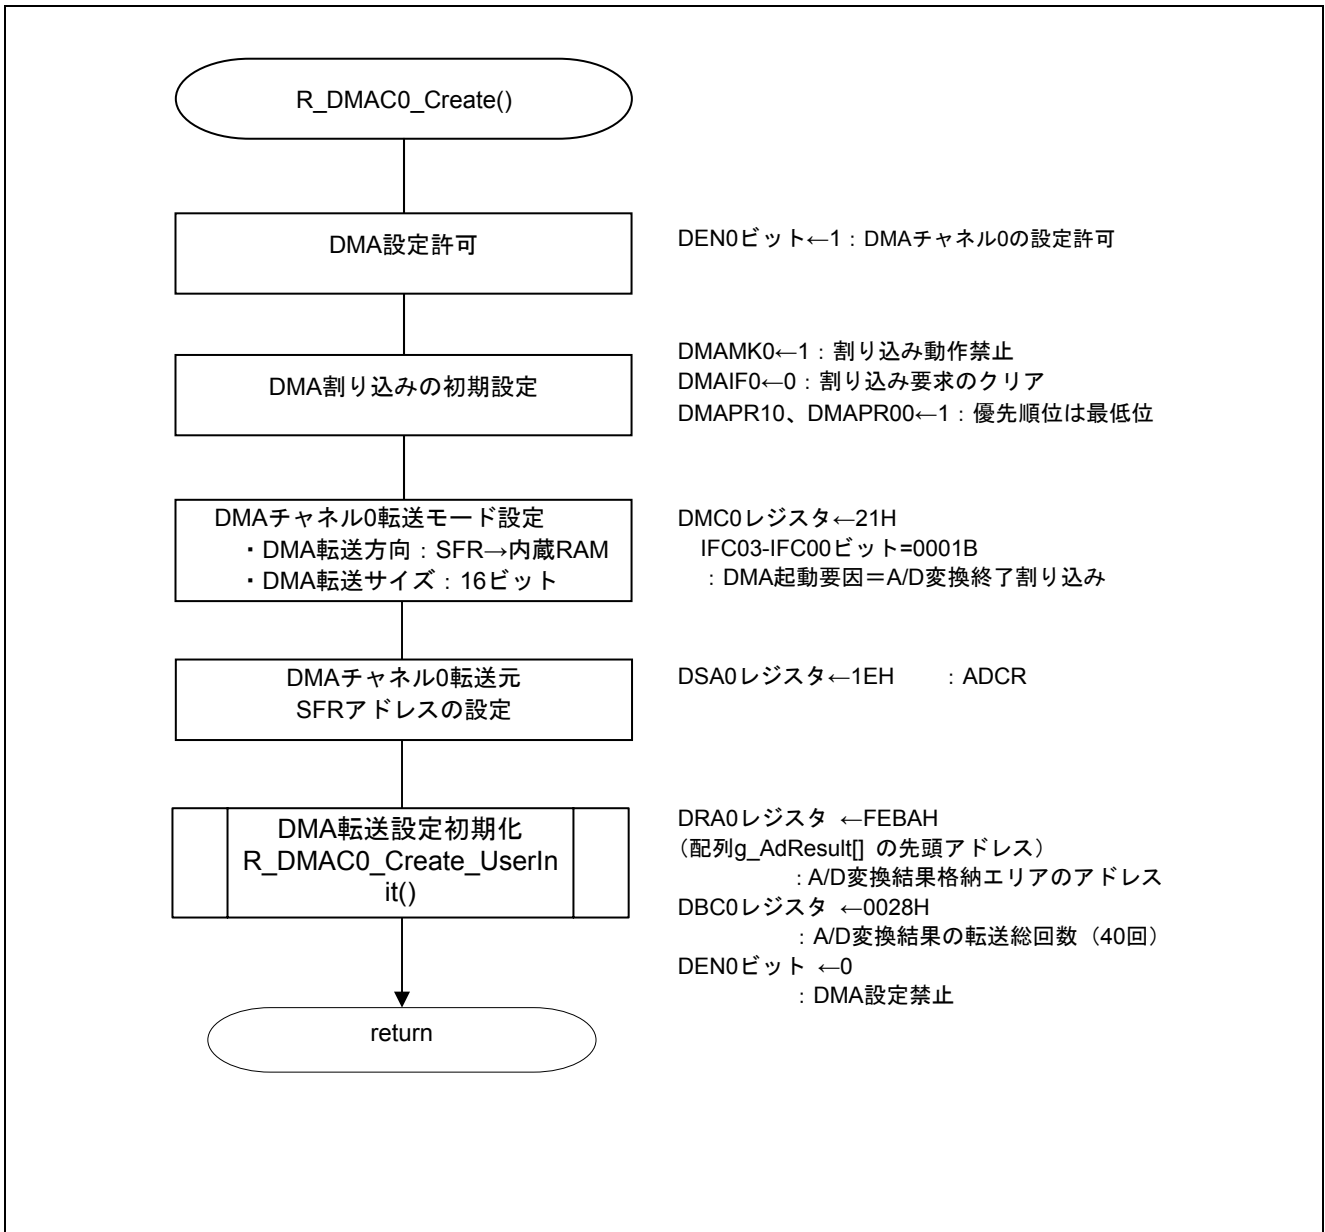 R_DMAC0_Create()
DMA設定許可
DEN0ビット←1：DMAチャネル0の設定許可
DMA割り込みの初期設定
DMAMK0←1：割り込み動作禁止
DMAIF0←0：割り込み要求のクリア
DMAPR10、DMAPR00←1：優先順位は最低位
DMAチャネル0転送モード設定
・DMA転送方向：SFR→内蔵RAM
・DMA転送サイズ：16ビット
DMC0レジスタ←21H
IFC03-IFC00ビット=0001B
：DMA起動要因＝A/D変換終了割り込み
DMAチャネル0転送元
SFRアドレスの設定
DSA0レジスタ←1EH ：ADCR
DMA転送設定初期化
R_DMAC0_Create_UserIn
it()
DRA0レジスタ ←FEBAH
（配列g_AdResult[] の先頭アドレス）
：A/D変換結果格納エリアのアドレス
DBC0レジスタ ←0028H
：A/D変換結果の転送総回数（40回）
DEN0ビット ←0
：DMA設定禁止
return